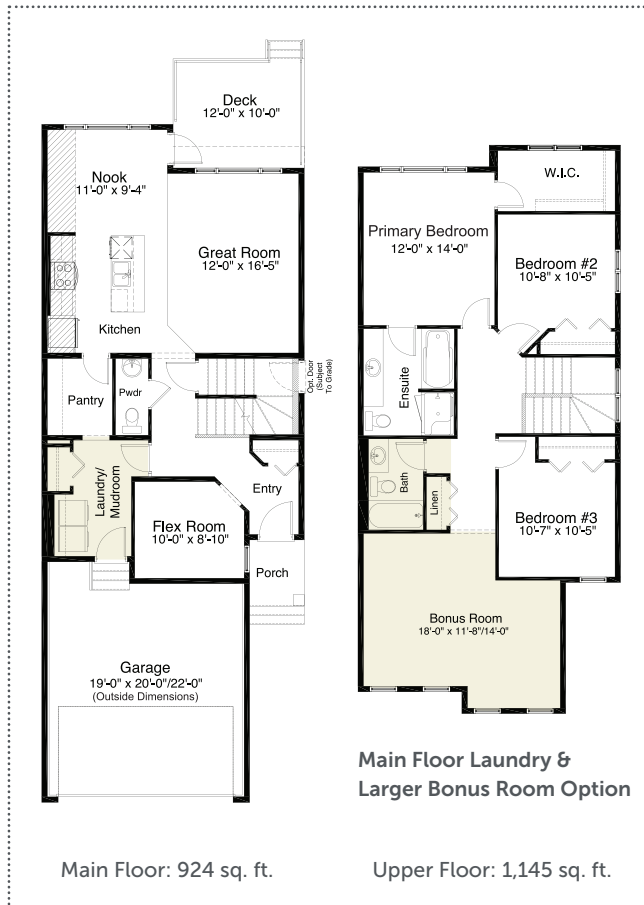 Deck
12'-0" x 10'-0"
Nook
11'-0" x 9'-4"
Great Room
12'-0" x 16'-5"
Kitchen
Opt. Door
(Subject
To Grade)
Pantry
Pwdr
Laundry/
Mudroom
Entry
Flex Room
10'-0" x 8'-10"
Porch
Garage
19'-0" x 20'-0"/22'-0"
(Outside Dimensions)
W.I.C.
Primary Bedroom
12'-0" x 14'-0"
Bedroom #2
10'-8" x 10'-5"
Ensuite
Bath
Linen
Bedroom #3
10'-7" x 10'-5"
Bonus Room
18'-0" x 11'-8"/14'-0"
Main Floor Laundry &
Larger Bonus Room Option
Main Floor: 924 sq. ft.
Upper Floor: 1,145 sq. ft.